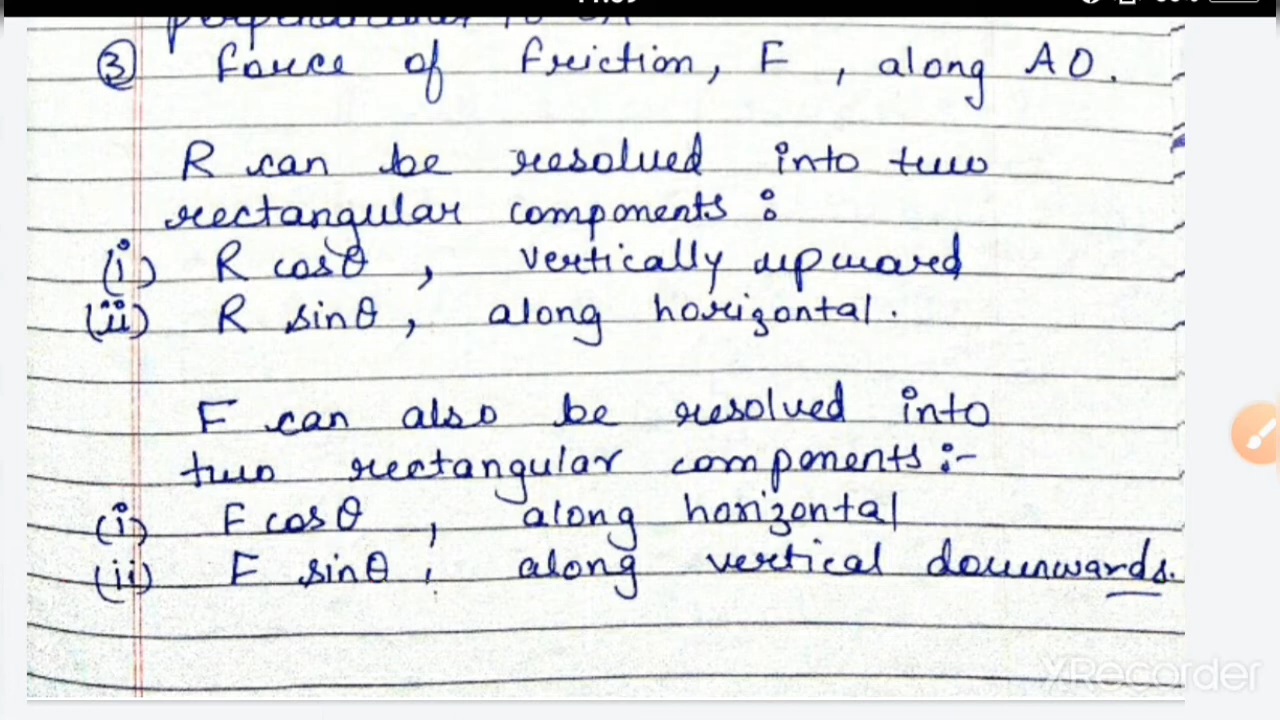 ③ Force of friction, F, along AO.
R can be resolved into two
rectangular components :
(i) R cosθ, vertically upward
(ii) R sinθ, along horizontal.
F can also be resolved into
two rectangular components :-
(i) F cosθ, along horizontal
(ii) F sinθ, along vertical downwards.
XRecorder